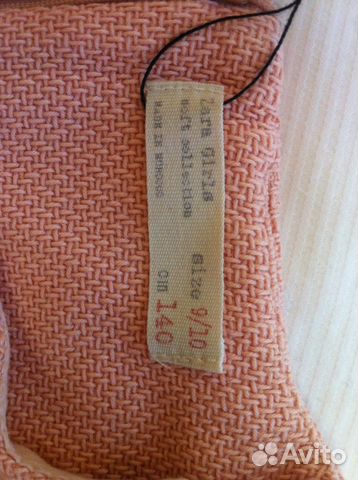 Zara Girls
soft collection
MADE IN MOROCCO
size 9/10
cm 140
Avito